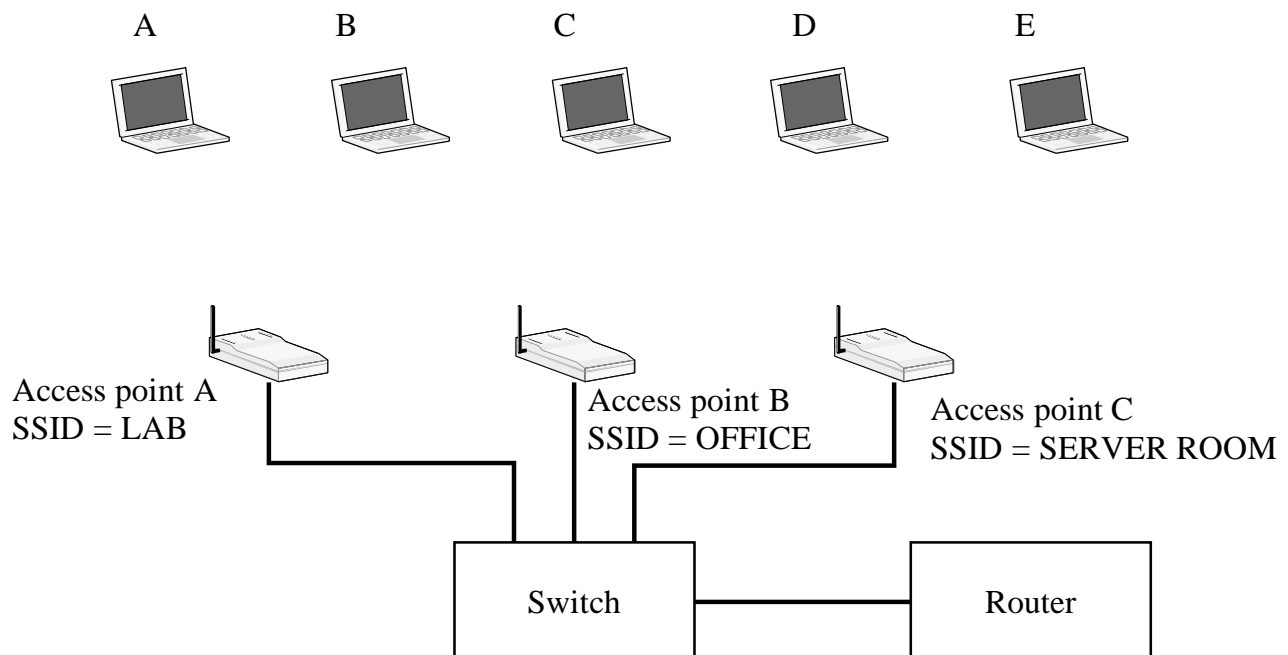 A
B
C
D
E
Access point A
SSID = LAB
Access point B
SSID = OFFICE
Access point C
SSID = SERVER ROOM
Switch
Router